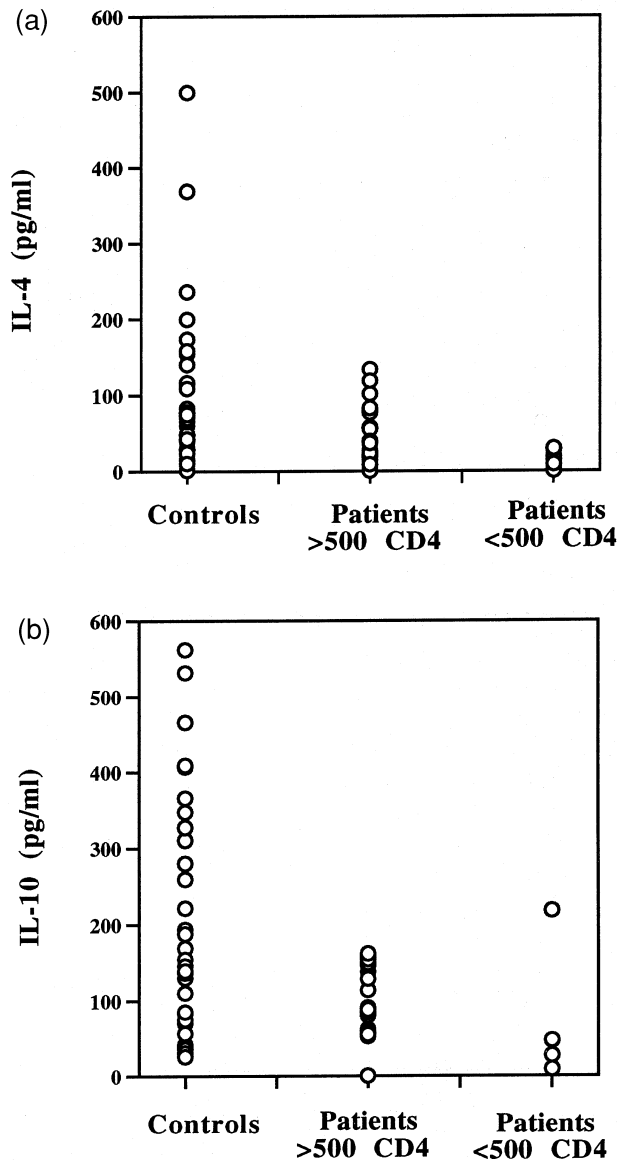 (a)
600
500
400
300
200
100
0
IL-4 (pg/ml)
Controls
Patients
>500 CD4
Patients
<500 CD4
(b)
600
500
400
300
200
100
0
IL-10 (pg/ml)
Controls
Patients
>500 CD4
Patients
<500 CD4